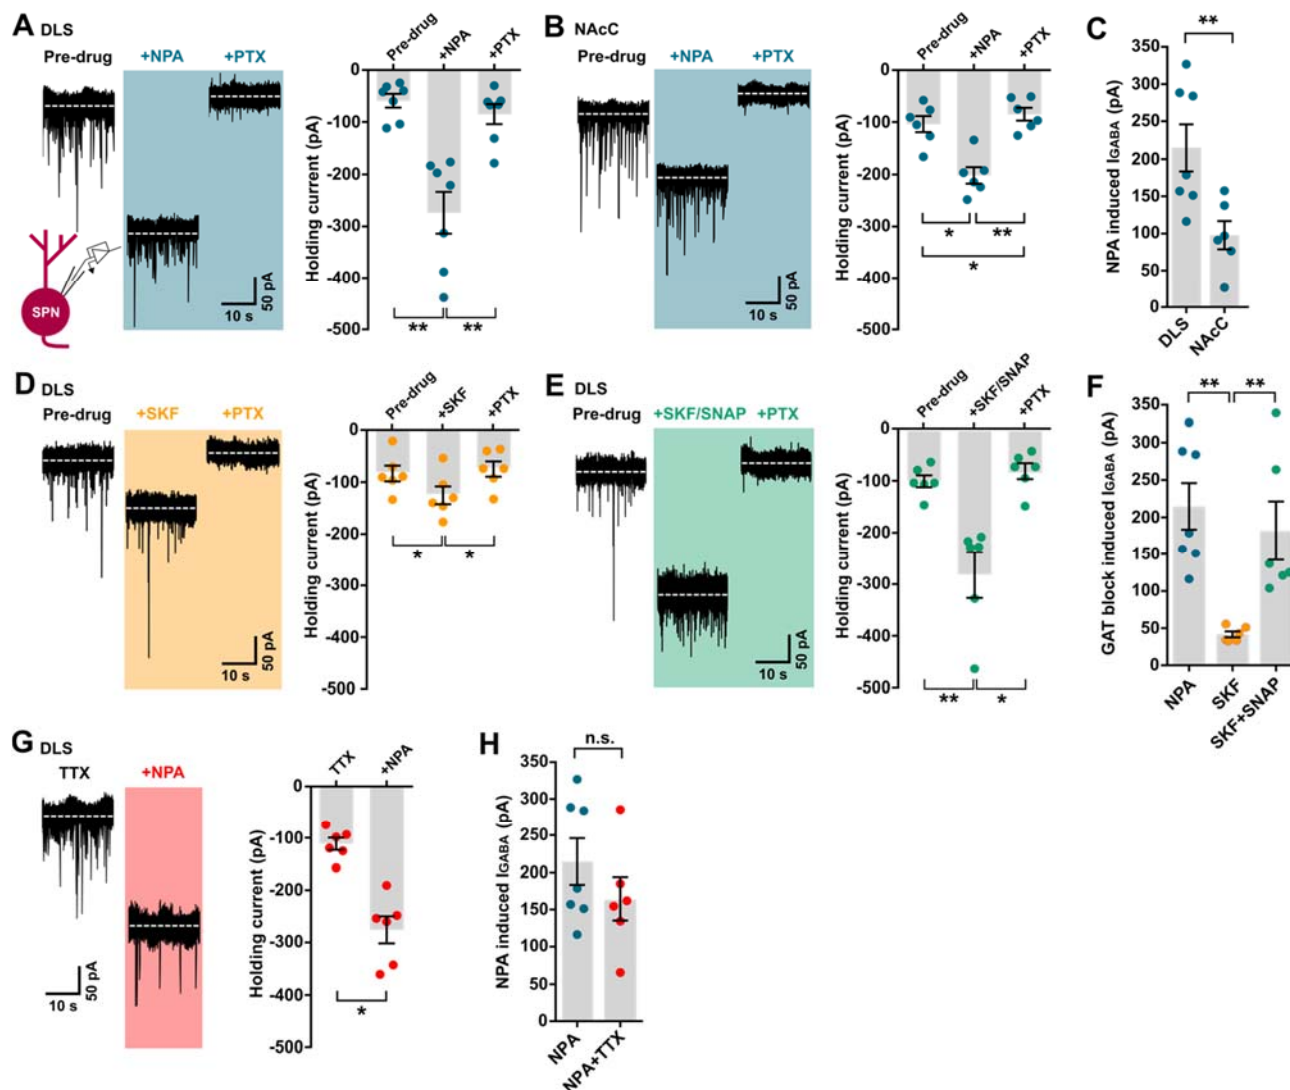 A DLS
Pre-drug +NPA +PTX
SPN
10 s
50 pA
Pre-drug
+NPA
+PTX
Holding current (pA)
0
-100
-200
-300
-400
-500
** **
B NAcC
Pre-drug +NPA +PTX
10 s
50 pA
Pre-drug
+NPA
+PTX
Holding current (pA)
0
-100
-200
-300
-400
-500
* **
*
C
**
NPA induced IGABA (pA)
350
300
250
200
150
100
50
0
DLS
NAcC
D DLS
Pre-drug +SKF +PTX
10 s
50 pA
Pre-drug
+SKF
+PTX
Holding current (pA)
0
-100
-200
-300
-400
-500
* *
E DLS
Pre-drug +SKF/SNAP +PTX
10 s
50 pA
Pre-drug
+SKF/SNAP
+PTX
Holding current (pA)
0
-100
-200
-300
-400
-500
** *
F
** **
GAT block induced IGABA (pA)
350
300
250
200
150
100
50
0
NPA
SKF
SKF+SNAP
G DLS
TTX +NPA
10 s
50 pA
TTX
+NPA
Holding current (pA)
0
-100
-200
-300
-400
-500
*
H
n.s.
NPA induced IGABA (pA)
350
300
250
200
150
100
50
0
NPA
NPA+TTX